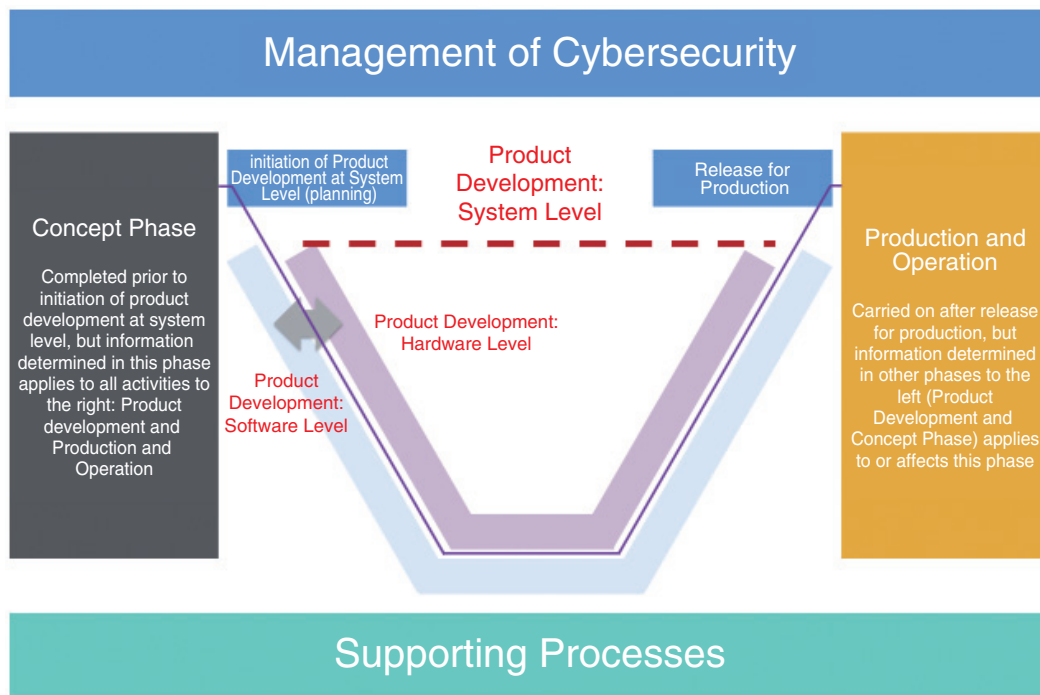 Management of Cybersecurity
Concept Phase
Completed prior to
initiation of product
development at system
level, but information
determined in this phase
applies to all activities to
the right: Product
development and
Production and
Operation
initiation of Product
Development at System
Level (planning)
Product
Development:
System Level
Release for
Production
Product Development:
Hardware Level
Product
Development:
Software Level
Production and
Operation
Carried on after release
for production, but
information determined
in other phases to the
left (Product
Development and
Concept Phase) applies
to or affects this phase
Supporting Processes